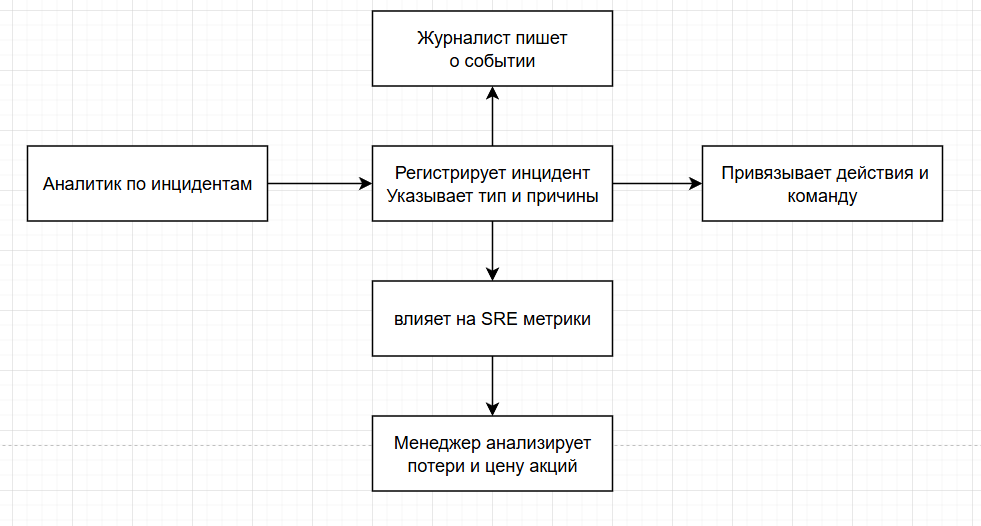 Журналист пишет
о событии
Аналитик по инцидентам
Регистрирует инцидент
Указывает тип и причины
Привязывает действия и
команду
влияет на SRE метрики
Менеджер анализирует
потери и цену акций